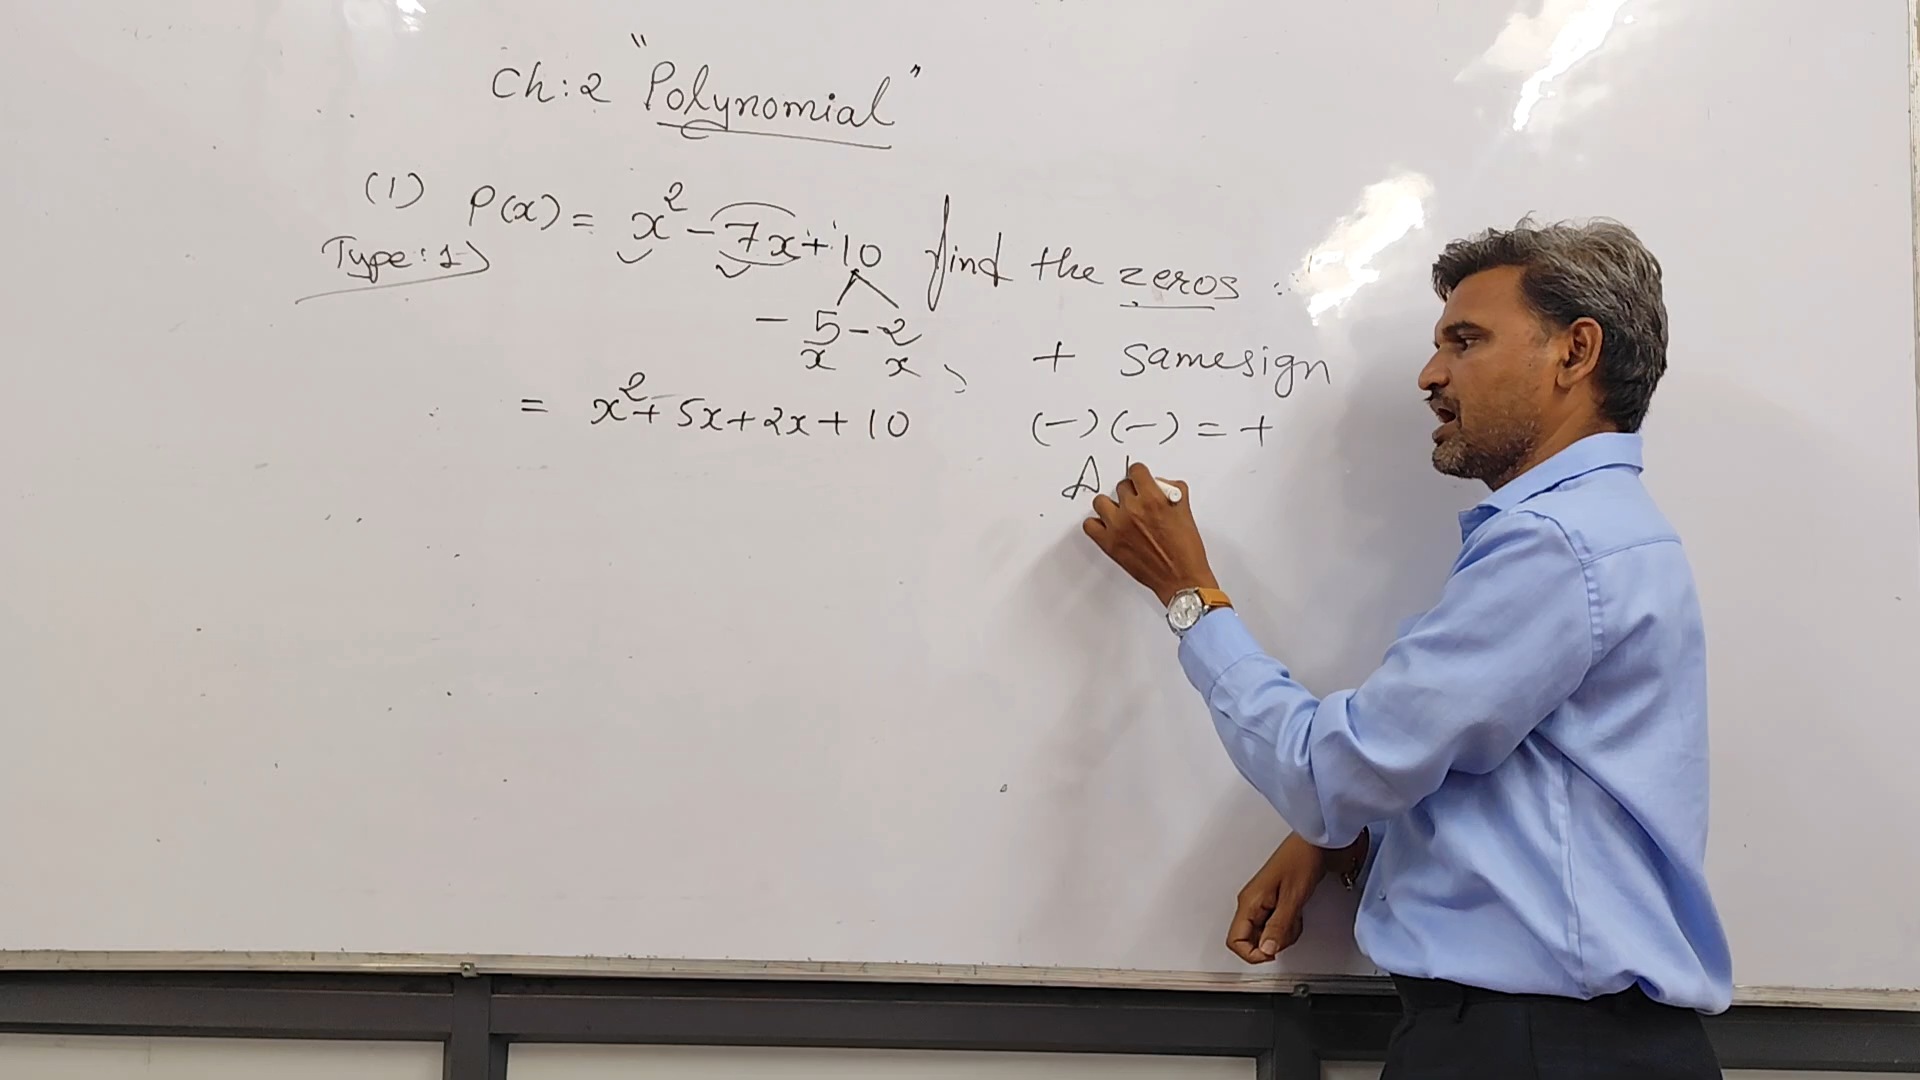 Ch:2 "Polynomial"
(1) P(x) = x² - 7x + 10 find the zeros
Type:1)
- 5 - 2
x x , + samesign
= x² + 5x + 2x + 10 (-) (-) = +
A